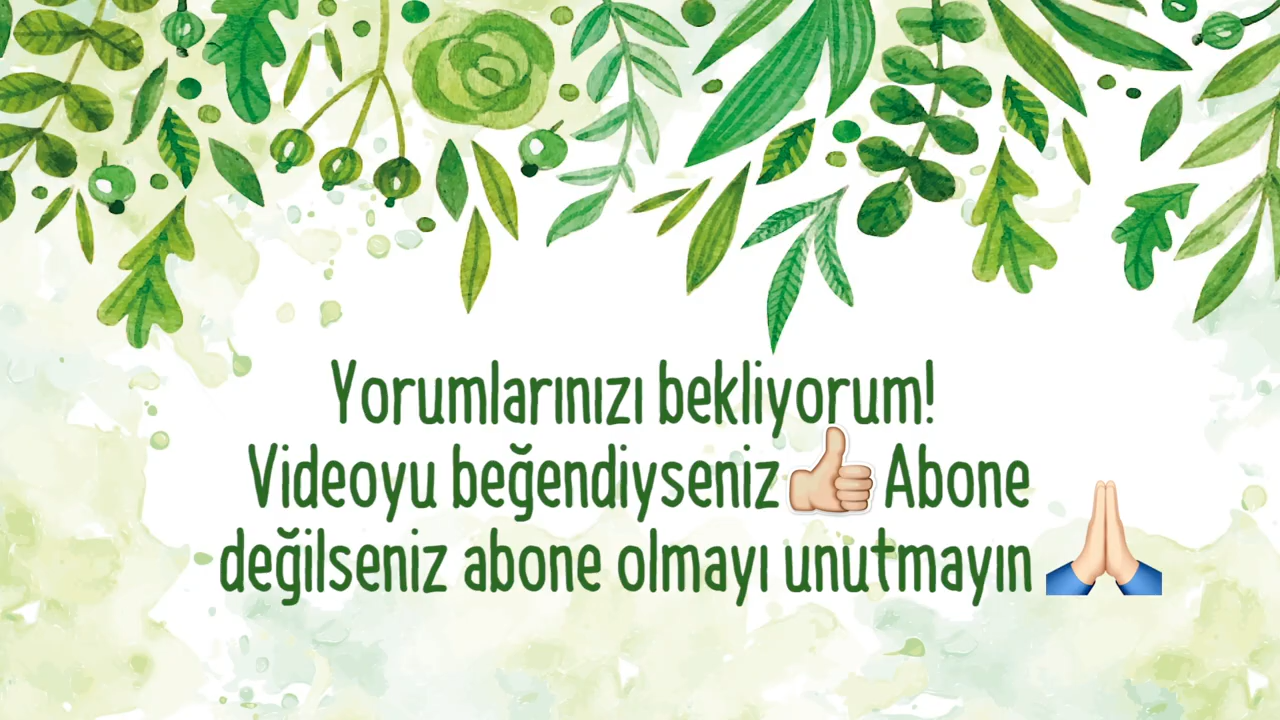 Yorumlarınızı bekliyorum!
Videoyu beğendiyseniz👍🏼Abone
değilseniz abone olmayı unutmayın 🙏🏻